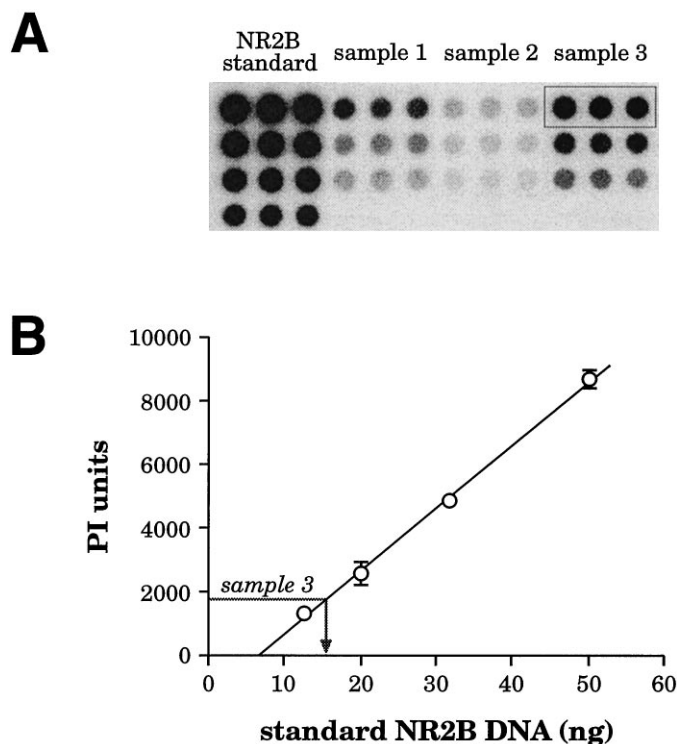 A
NR2B
standard
sample 1
sample 2
sample 3
B
10000
8000
6000
4000
2000
0
PI units
sample 3
0 10 20 30 40 50 60
standard NR2B DNA (ng)